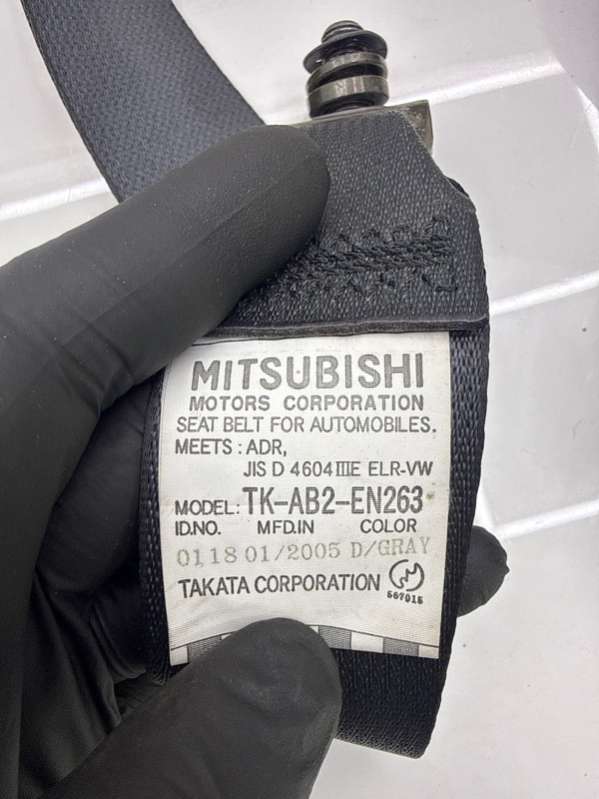 MITSUBISHI
MOTORS CORPORATION
SEAT BELT FOR AUTOMOBILES.
MEETS : ADR,
JIS D 4604 IIIE ELR-VW
MODEL: TK-AB2-EN263
ID.NO. MFD.IN COLOR
01,18 01/2005 D/GRAY
TAKATA CORPORATION
567015